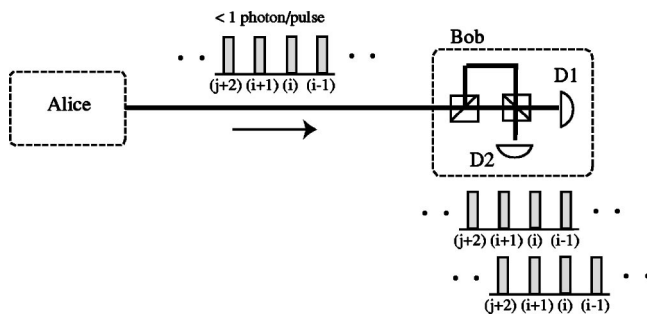 < 1 photon/pulse
(j+2) (i+1) (i) (i-1)
Bob
D1
Alice
D2
(j+2) (i+1) (i) (i-1)
(j+2) (i+1) (i) (i-1)